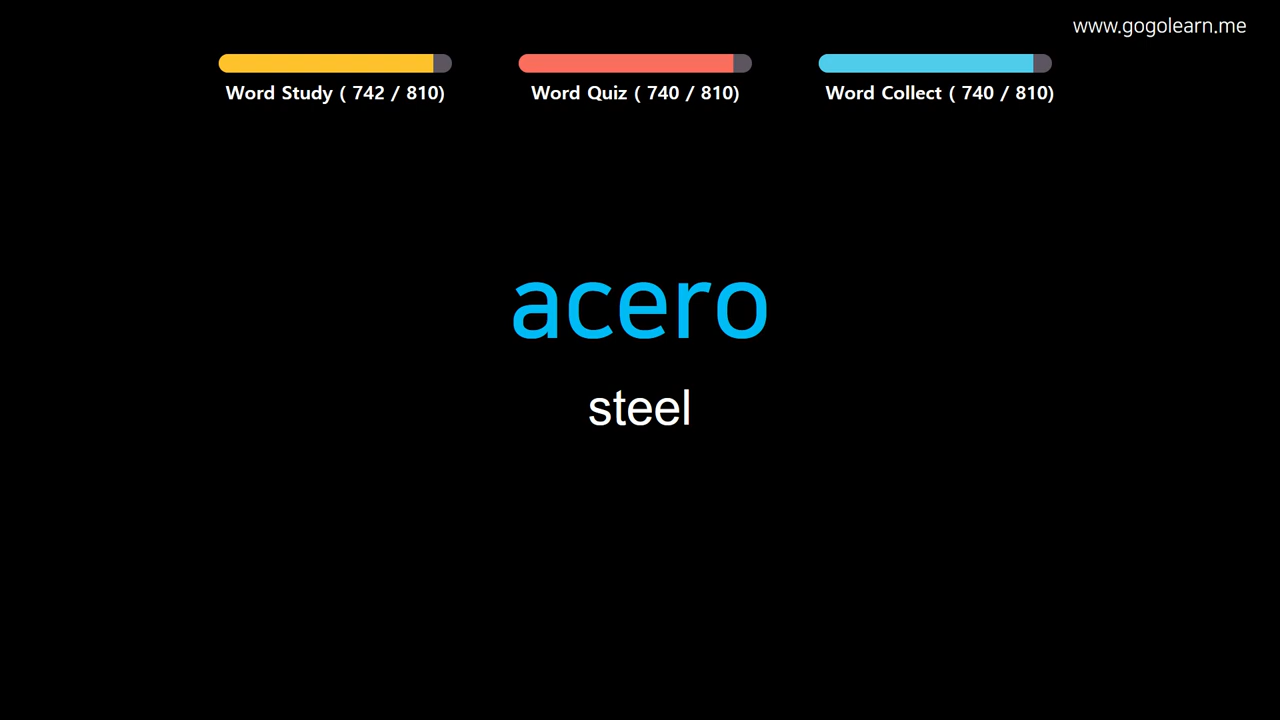 www.gogolearn.me
Word Study ( 742 / 810)
Word Quiz ( 740 / 810)
Word Collect ( 740 / 810)
acero
steel